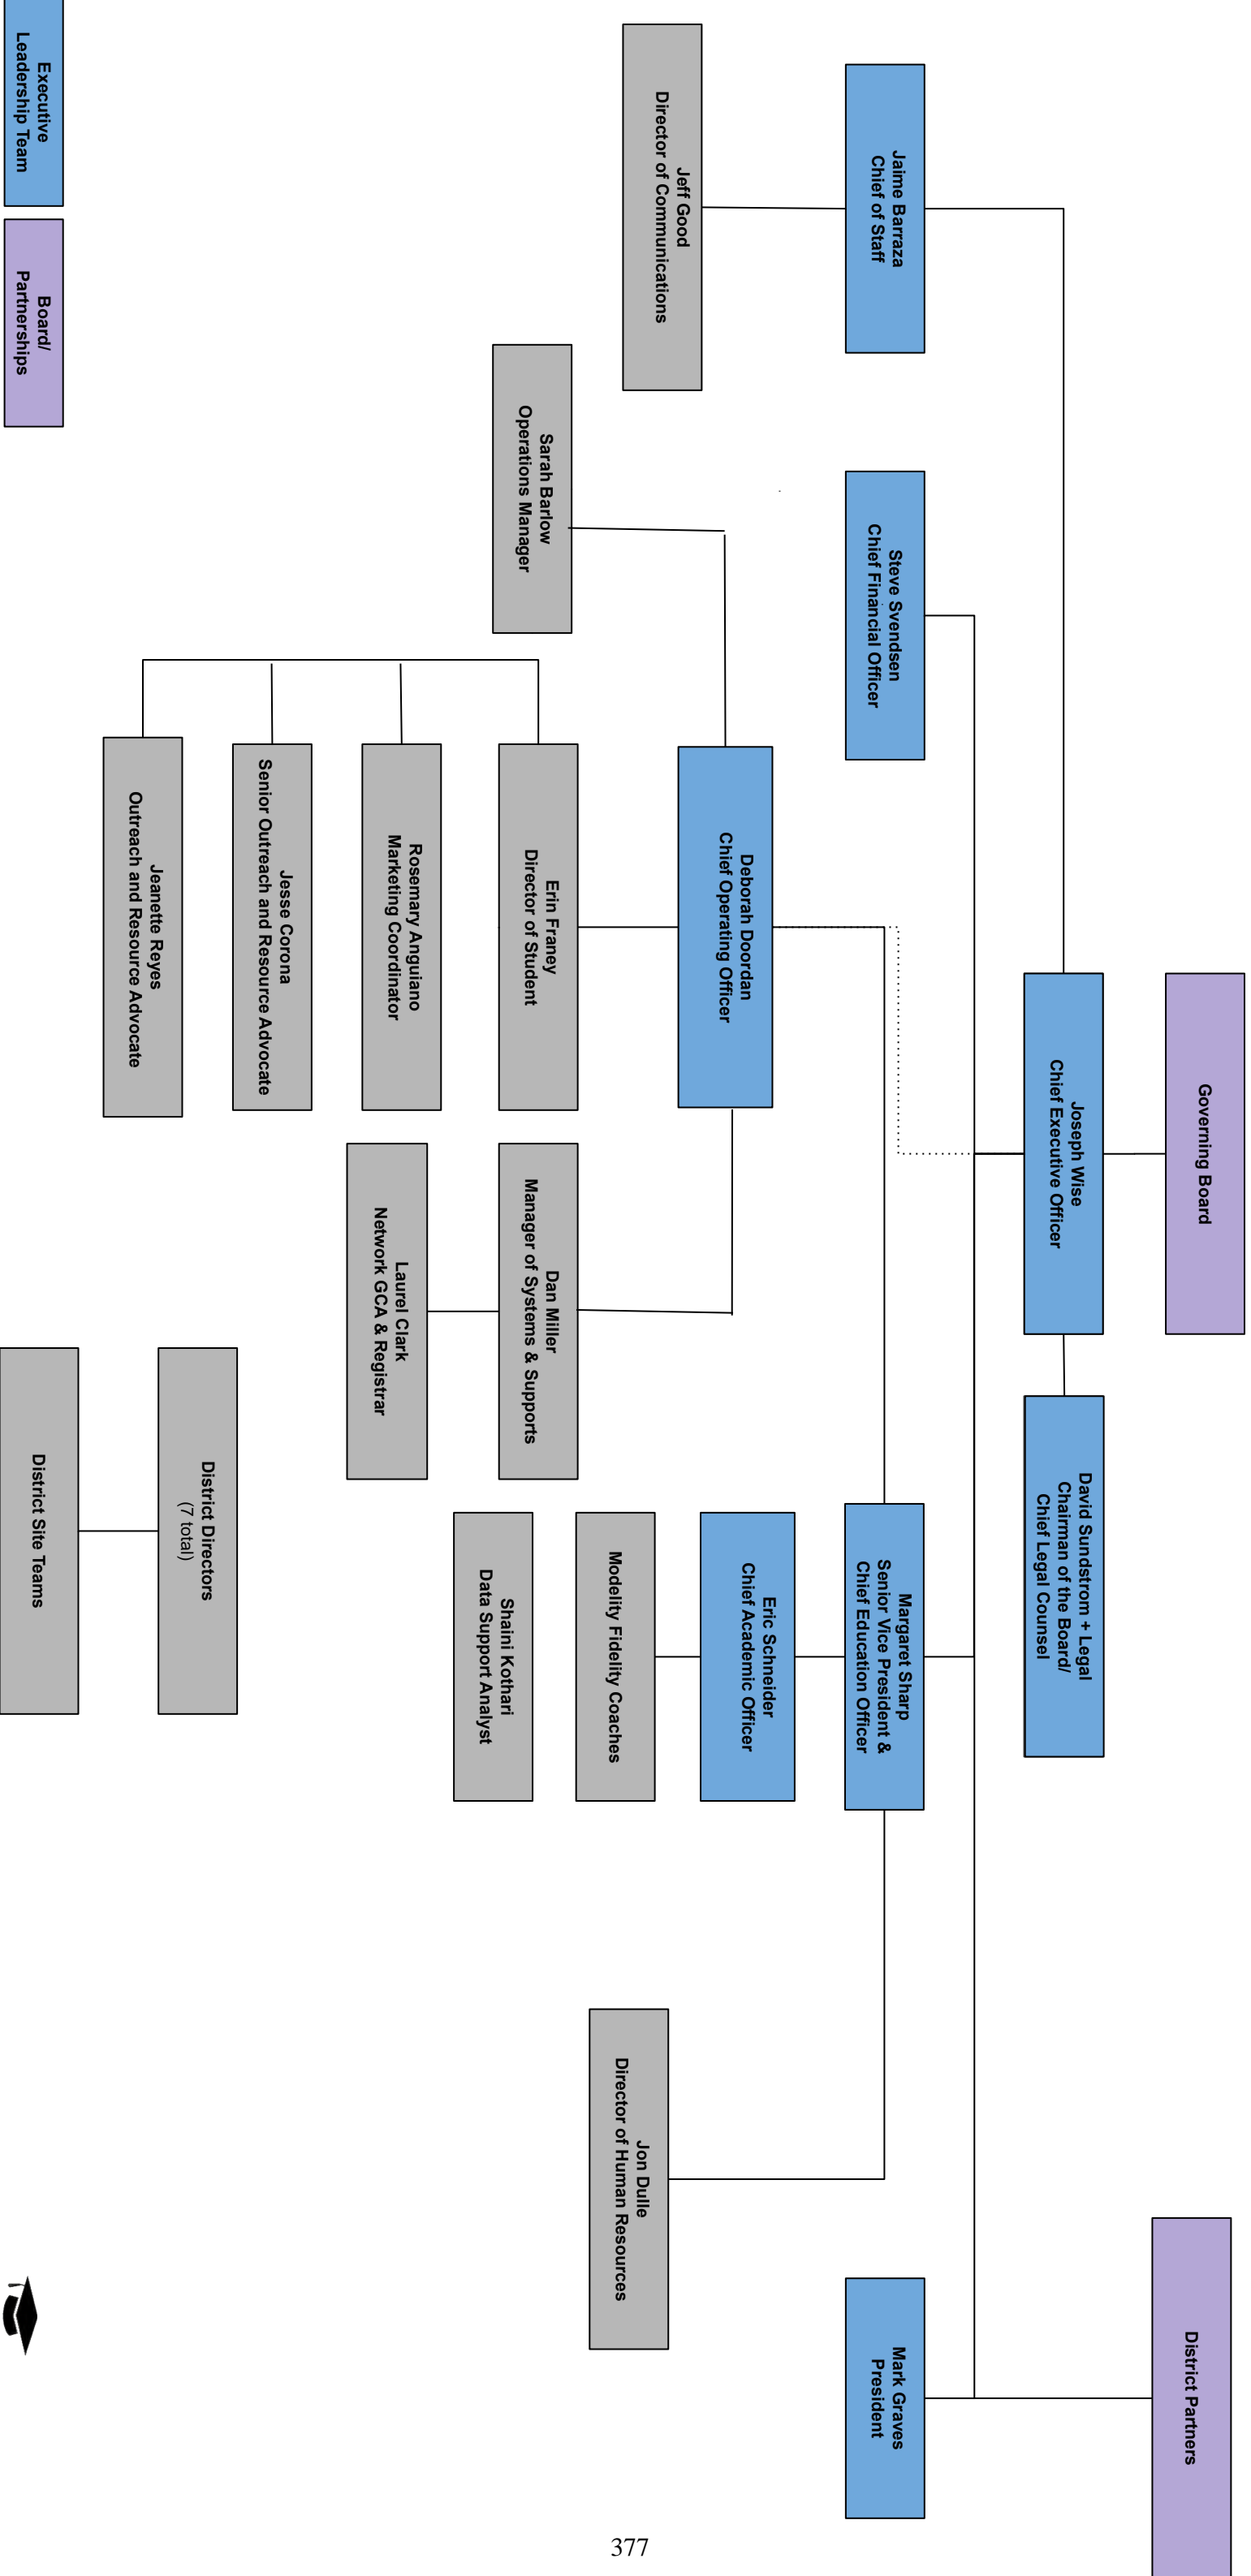 Governing Board
District Partners
Joseph Wise
Chief Executive Officer
David Sundstrom + Legal
Chairman of the Board/
Chief Legal Counsel
Jaime Barraza
Chief of Staff
Steve Svendsen
Chief Financial Officer
Margaret Sharp
Senior Vice President &
Chief Education Officer
Mark Graves
President
Deborah Doordan
Chief Operating Officer
Eric Schneider
Chief Academic Officer
Jeff Good
Director of Communications
Modelity Fidelity Coaches
Jon Dulle
Director of Human Resources
Sarah Barlow
Operations Manager
Erin Franey
Director of Student
Dan Miller
Manager of Systems & Supports
Shaini Kothari
Data Support Analyst
Rosemary Anguiano
Marketing Coordinator
Laurel Clark
Network GCA & Registrar
Jesse Corona
Senior Outreach and Resource Advocate
District Directors
(7 total)
Jeanette Reyes
Outreach and Resource Advocate
District Site Teams
Executive
Leadership Team
Board/
Partnerships
377